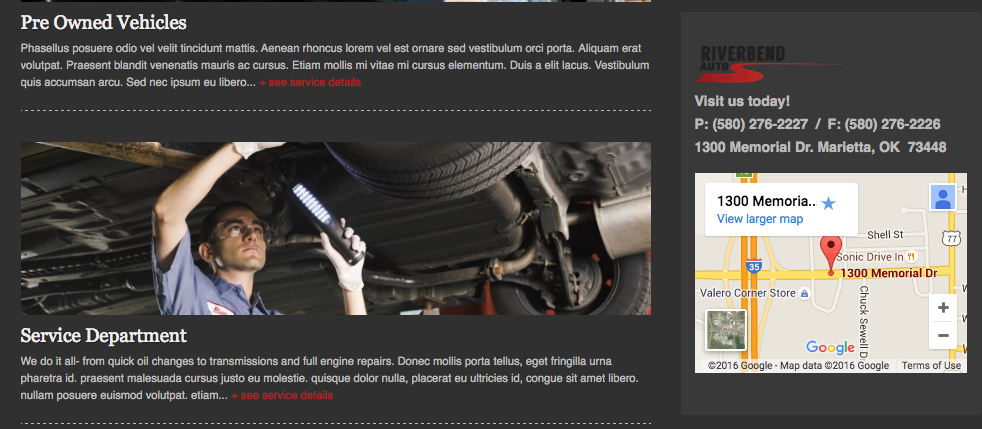 Pre Owned Vehicles
Phasellus posuere odio vel velit tincidunt mattis. Aenean rhoncus lorem vel est ornare sed vestibulum orci porta. Aliquam erat
volutpat. Praesent blandit venenatis mauris ac cursus. Etiam mollis mi vitae mi cursus elementum. Duis a elit lacus. Vestibulum
quis accumsan arcu. Sed nec ipsum eu libero... + see service details
Service Department
We do it all- from quick oil changes to transmissions and full engine repairs. Donec mollis porta tellus, eget fringilla urna
pharetra id. praesent malesuada cursus justo eu molestie. quisque dolor nulla, placerat eu ultricies id, congue sit amet libero.
nullam posuere euismod volutpat. etiam... + see service details
RIVERBEND
AUTO
Visit us today!
P: (580) 276-2227 / F: (580) 276-2226
1300 Memorial Dr. Marietta, OK 73448
1300 Memoria..
View larger map
Shell St
77
Sonic Drive In
35
1300 Memorial Dr
Valero Corner Store
Chuck Sewell D
+
−
Google
©2016 Google - Map data ©2016 Google
Terms of Use